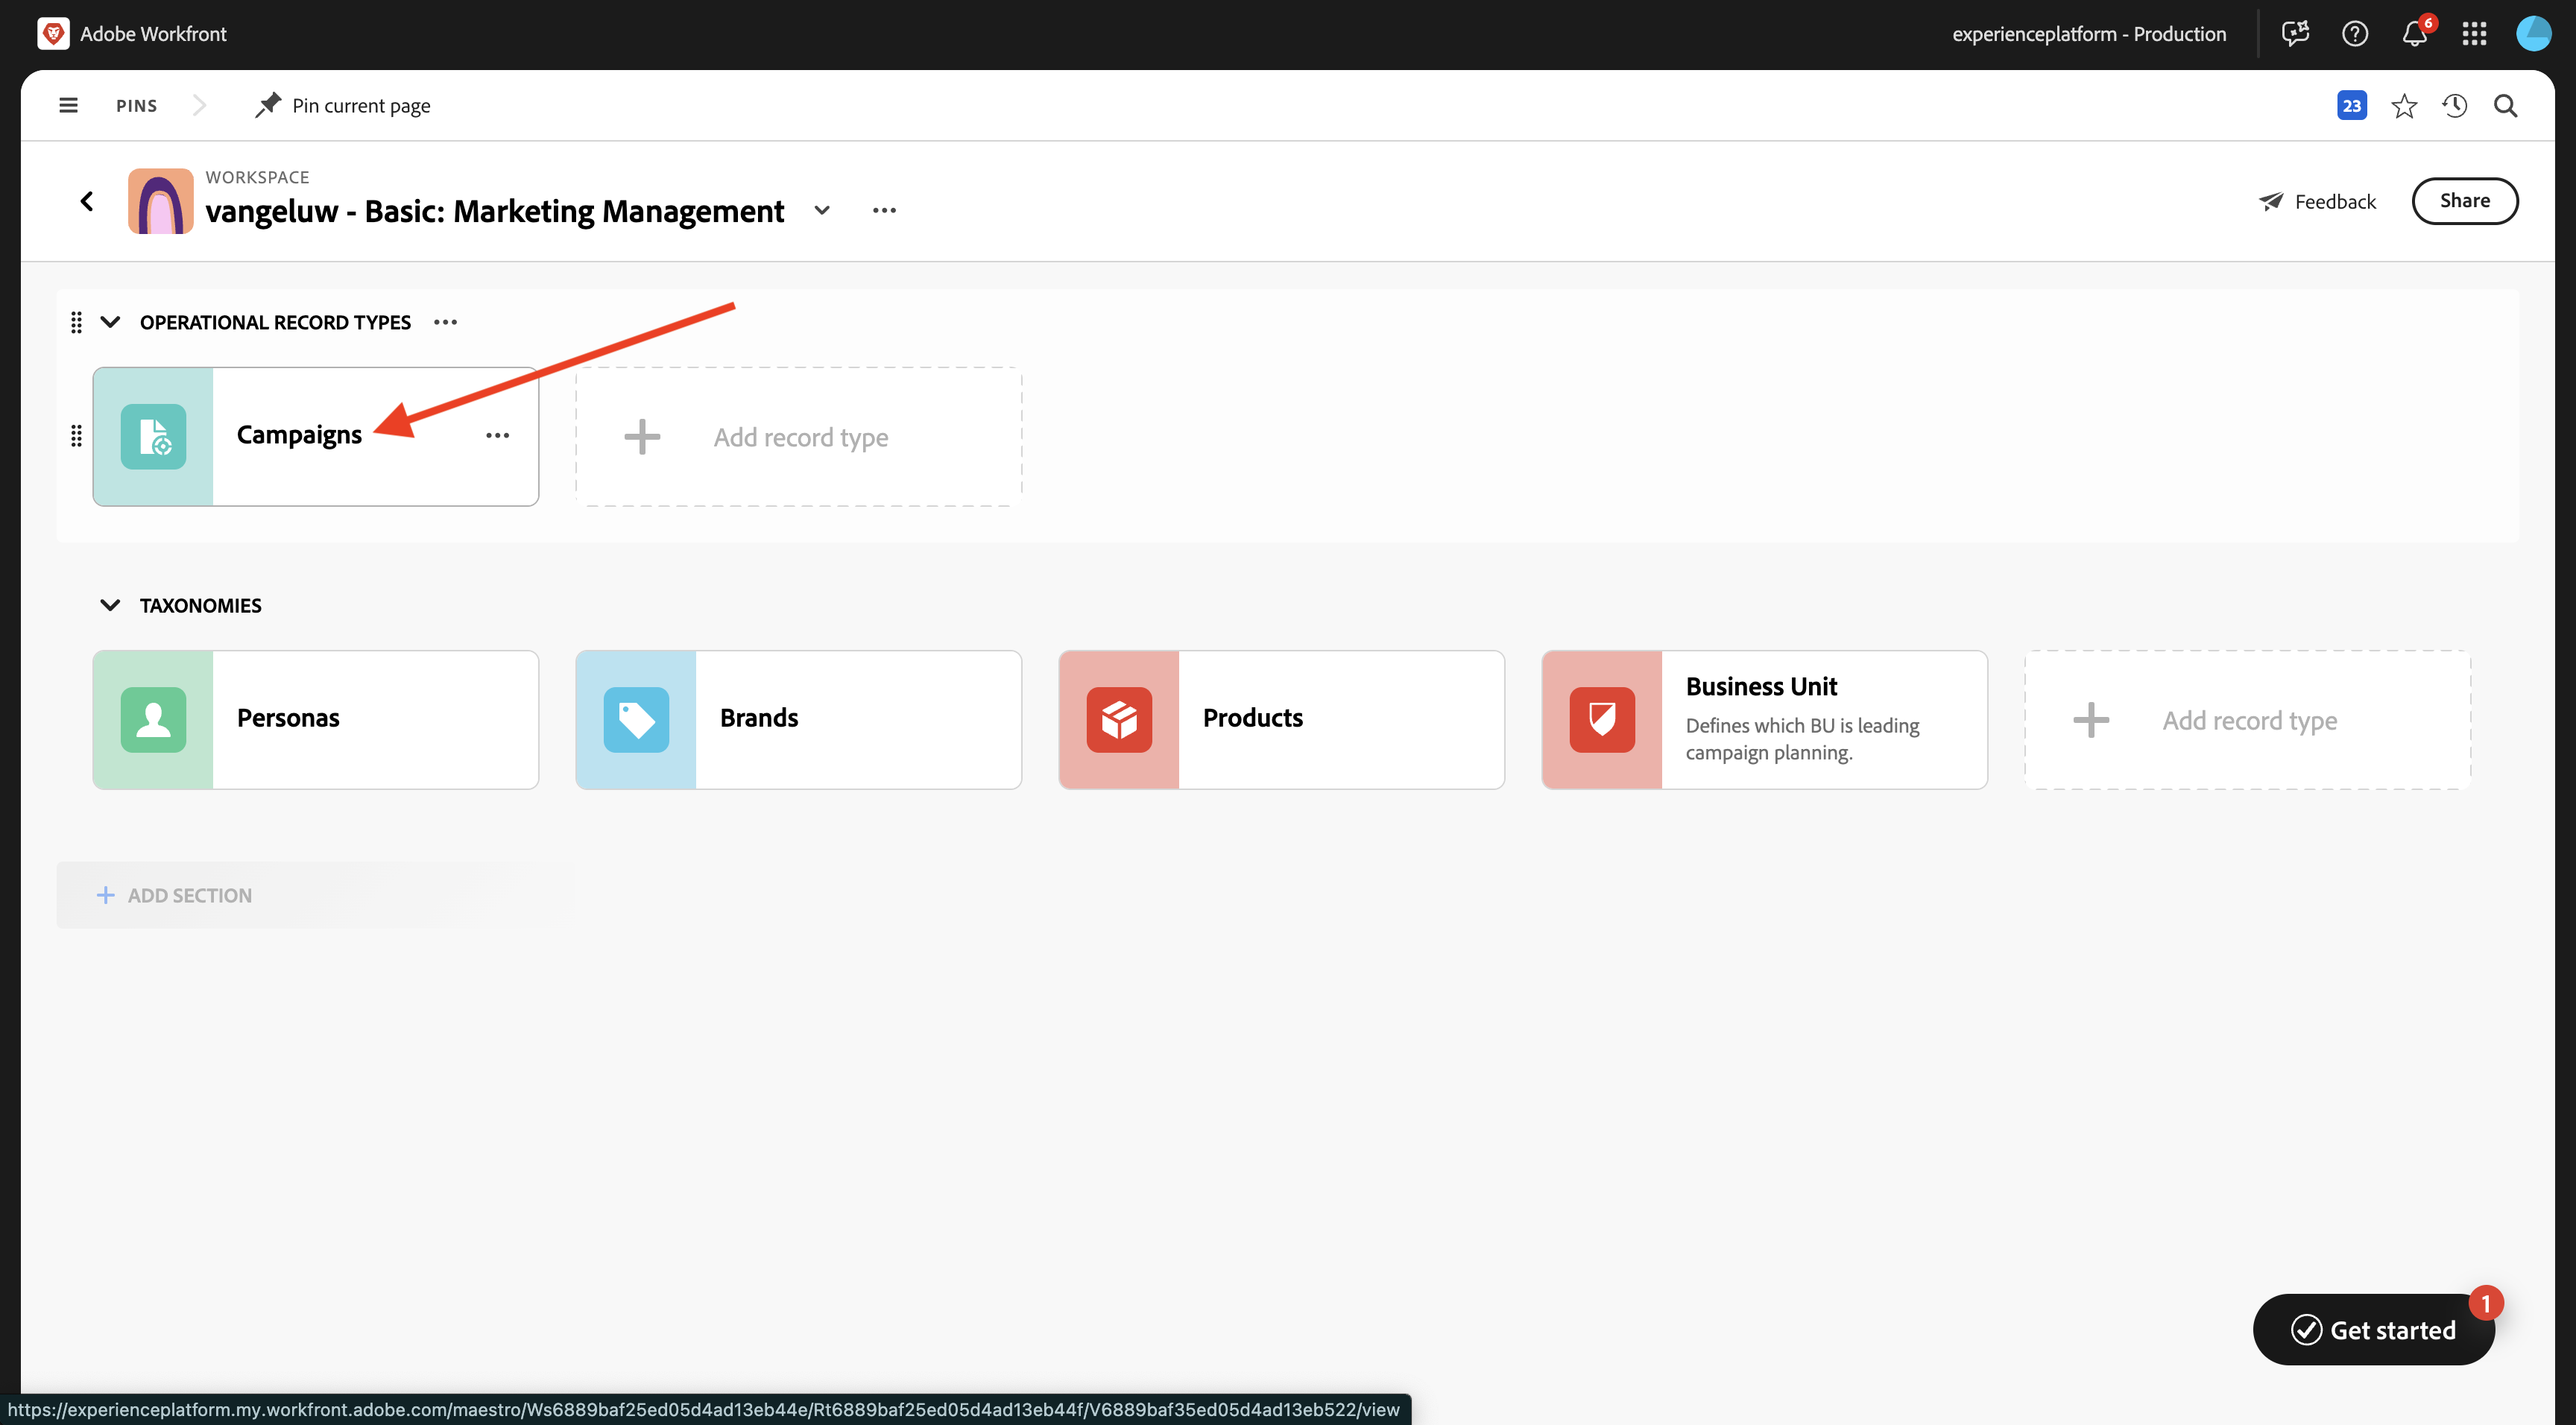 Adobe Workfront
experienceplatform - Production
6
PINS
Pin current page
23
WORKSPACE
vangeluw - Basic: Marketing Management
Feedback
Share
OPERATIONAL RECORD TYPES
Campaigns
Add record type
TAXONOMIES
Personas
Brands
Products
Business Unit
Defines which BU is leading
campaign planning.
Add record type
ADD SECTION
1
Get started
https://experienceplatform.my.workfront.adobe.com/maestro/Ws6889baf25ed05d4ad13eb44e/Rt6889baf25ed05d4ad13eb44f/V6889baf35ed05d4ad13eb522/view